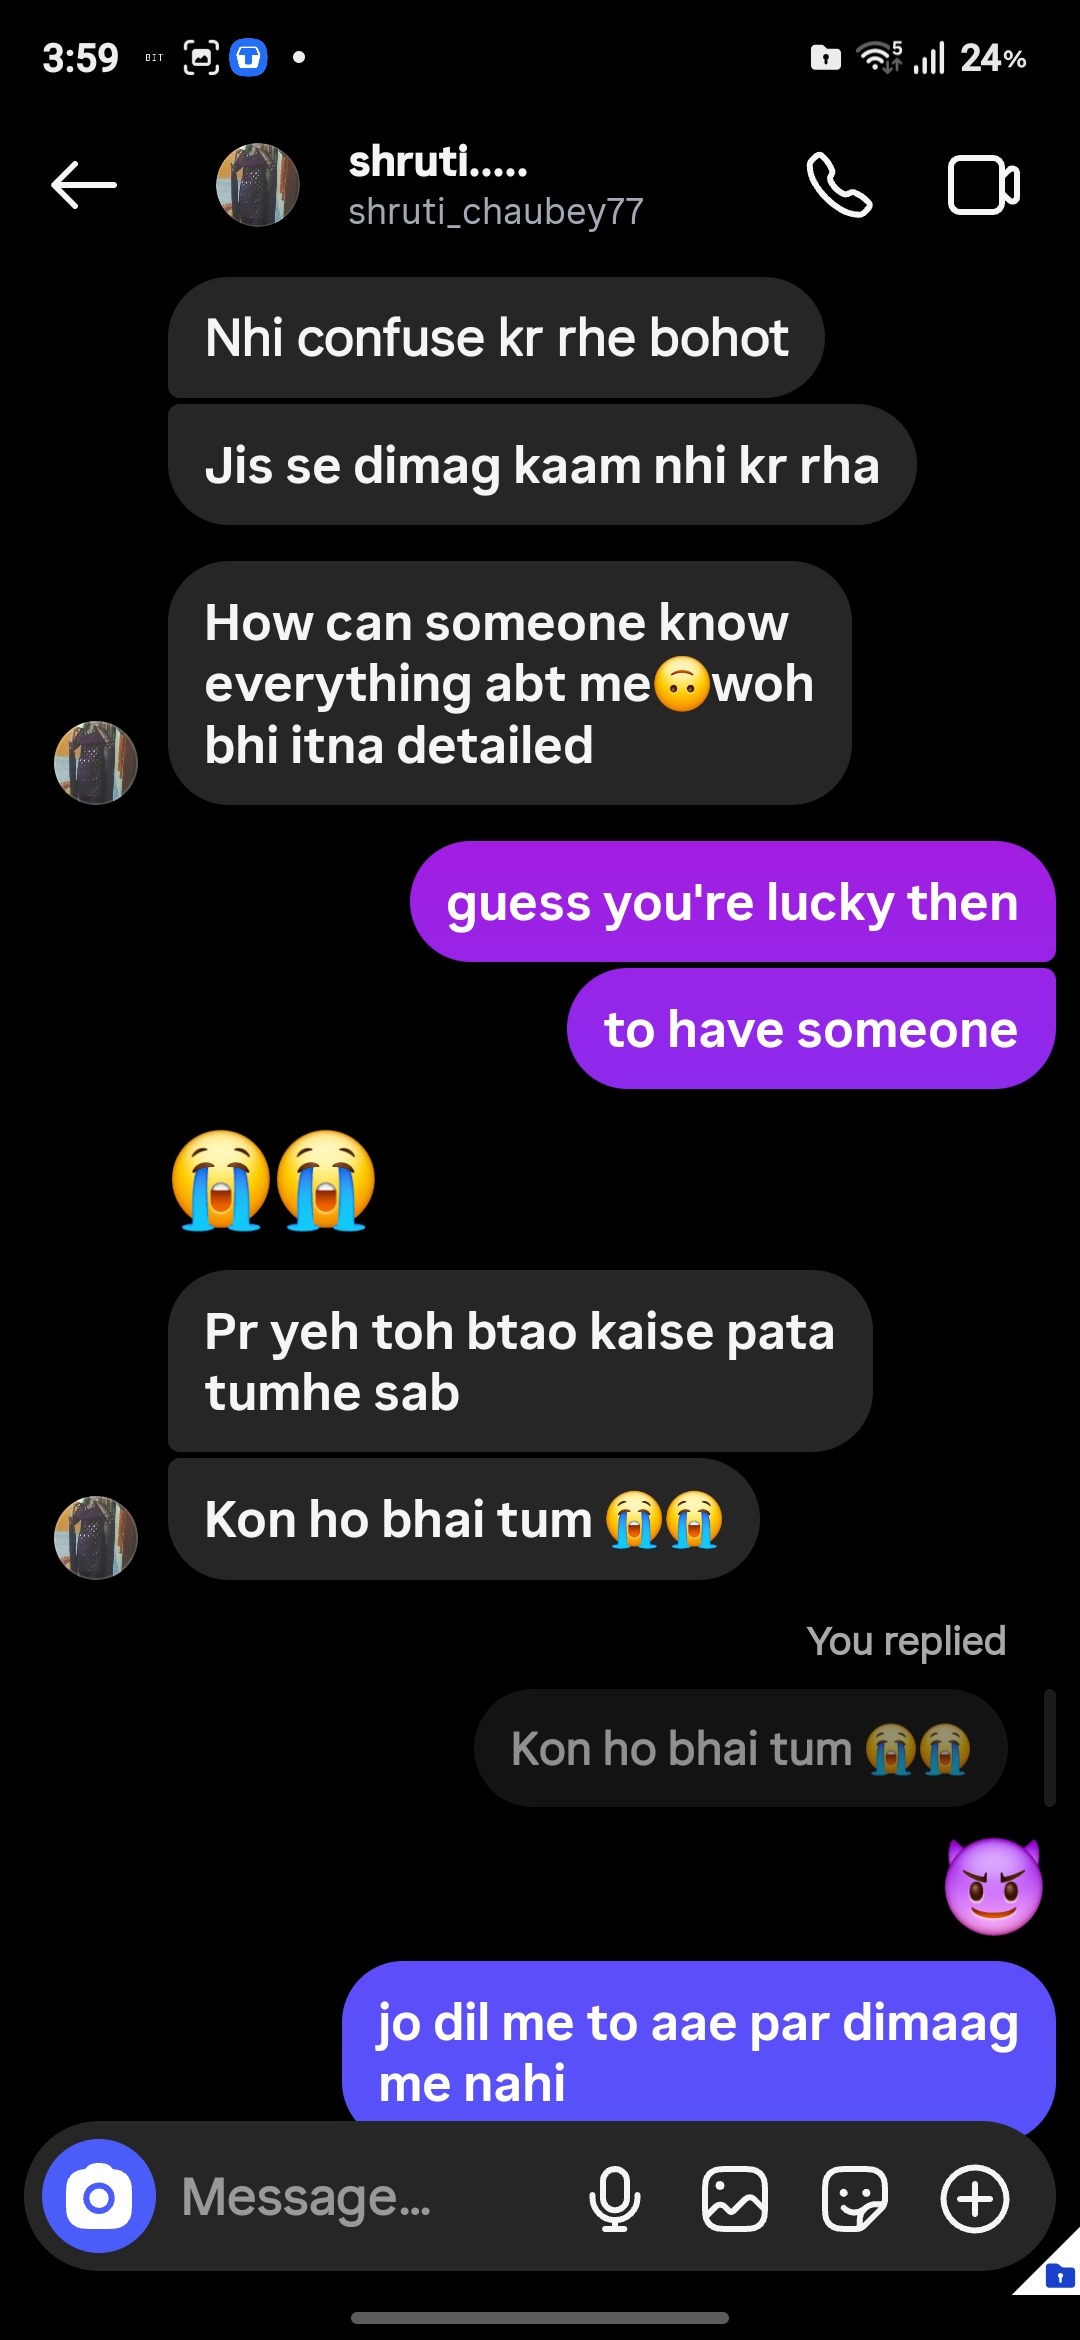 3:59
BIT
5
24%
shruti.....
shruti_chaubey77
Nhi confuse kr rhe bohot
Jis se dimag kaam nhi kr rha
How can someone know
everything abt me🙃woh
bhi itna detailed
guess you're lucky then
to have someone
😭😭
Pr yeh toh btao kaise pata
tumhe sab
Kon ho bhai tum 😭😭
You replied
Kon ho bhai tum 😭😭
😈
jo dil me to aae par dimaag
me nahi
Message...